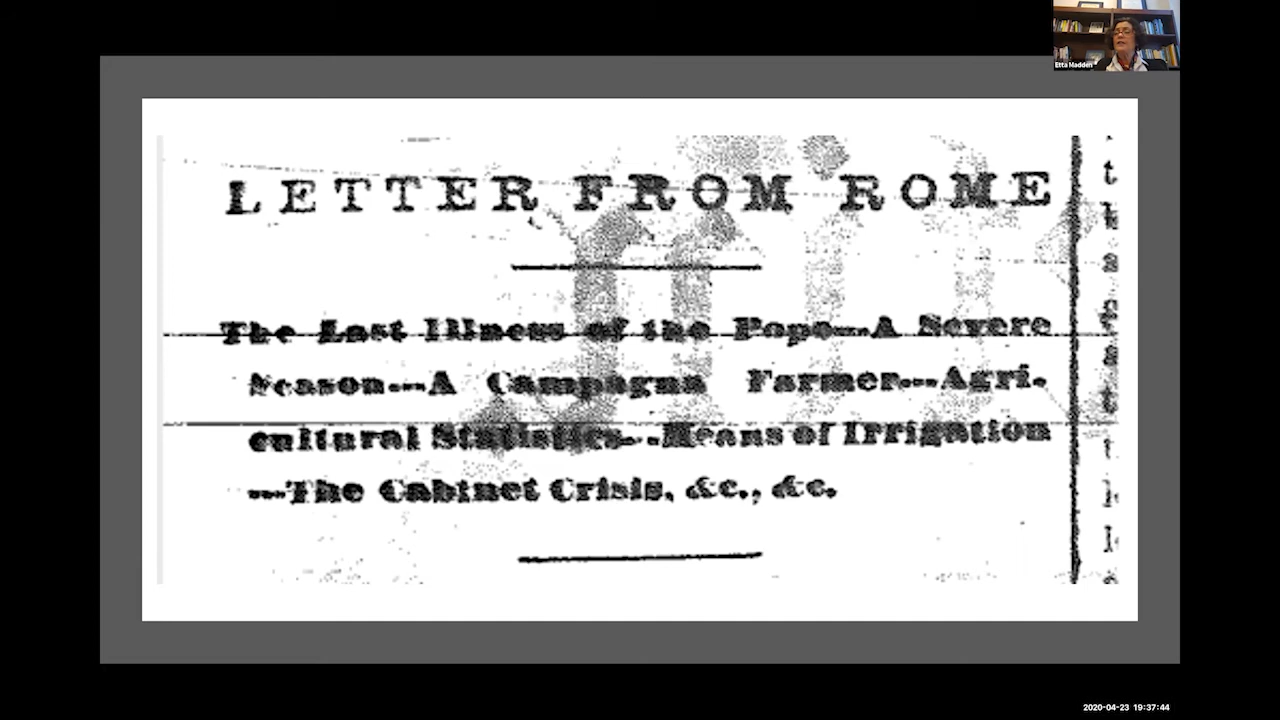 Etta Madden
LETTER FROM ROME
The Last Illness of the Pope---A Severe
Season---A Campagna Farmer---Agri-
cultural Statistics---Means of Irrigation
---The Cabinet Crisis, &c., &c.
2020-04-23 19:37:44